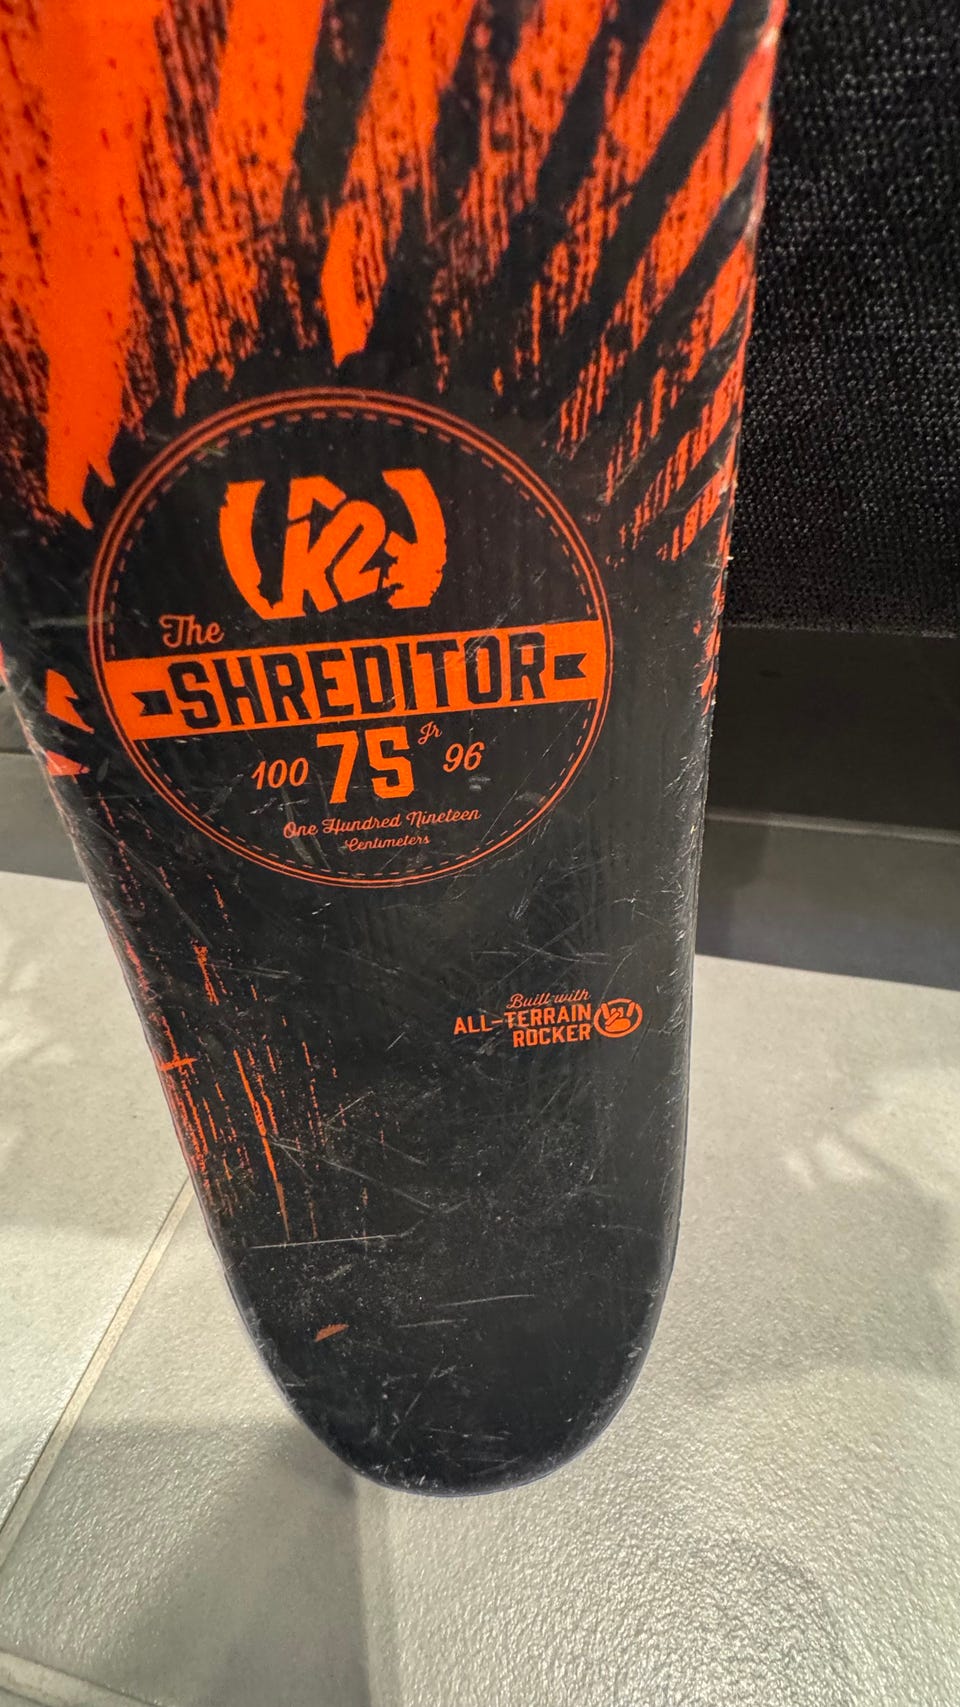 K2
The
SHREDITOR
100 75 Jr 96
One Hundred Nineteen
Centimeters
Built with
ALL-TERRAIN
ROCKER